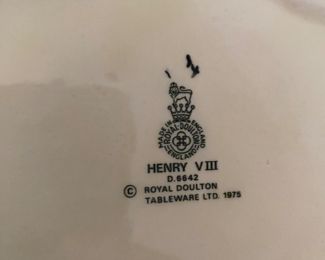 MADE IN ENGLAND
ROYAL·DOULTON
ENGLAND
HENRY VIII
D.6642
© ROYAL DOULTON
TABLEWARE LTD. 1975